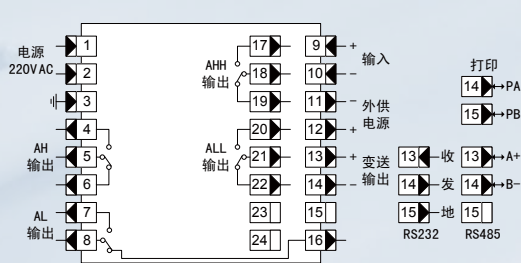 电源
220VAC
1
2
3
4
5
6
7
8
AH
输出
AL
输出
17
18
19
20
21
22
23
24
AHH
输出
ALL
输出
9 +
10 -
11 -
12 +
13 +
14 -
15
16
输入
外供
电源
变送
输出
13 收
14 发
15 地
RS232
打印
14 PA
15 PB
13 A+
14 B-
15
RS485